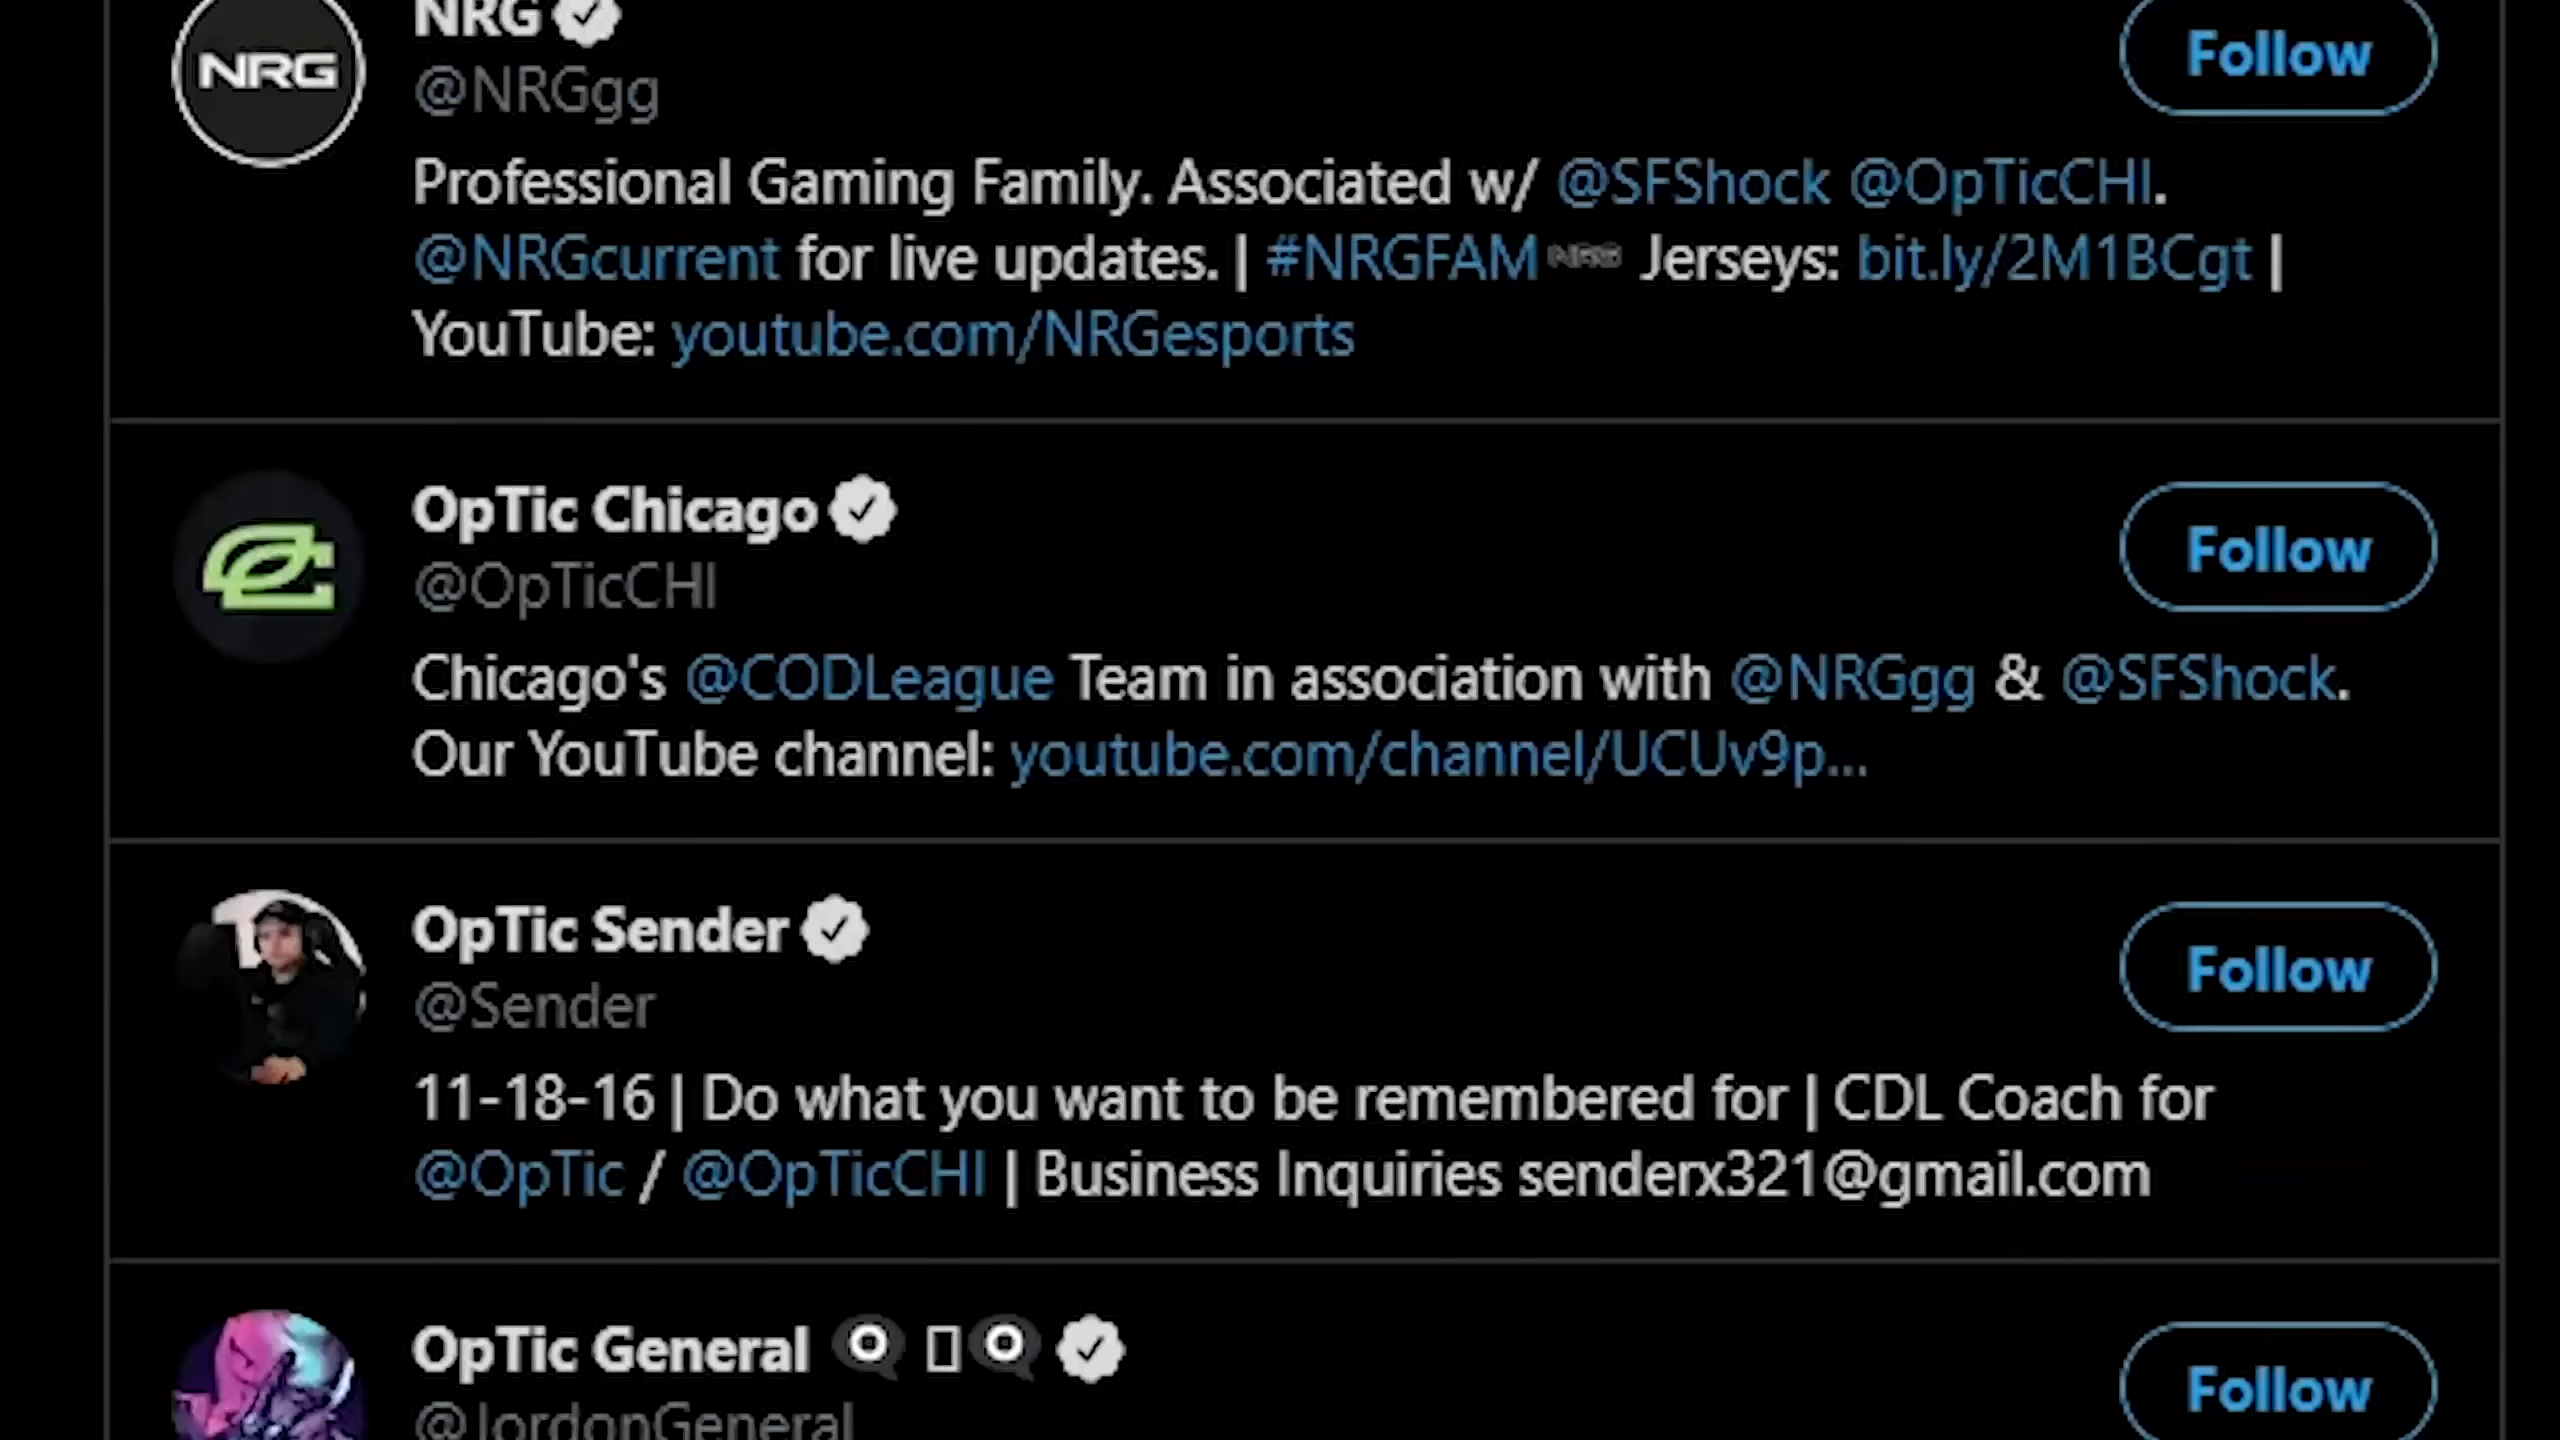 NRG
NRG
@NRGgg
Follow
Professional Gaming Family. Associated w/ @SFShock @OpTicCHI.
@NRGcurrent for live updates. | #NRGFAM NRG Jerseys: bit.ly/2M1BCgt |
YouTube: youtube.com/NRGesports
OpTic Chicago
@OpTicCHI
Follow
Chicago's @CODLeague Team in association with @NRGgg & @SFShock.
Our YouTube channel: youtube.com/channel/UCUv9p...
OpTic Sender
@Sender
Follow
11-18-16 | Do what you want to be remembered for | CDL Coach for
@OpTic / @OpTicCHI | Business Inquiries senderx321@gmail.com
OpTic General
@JordonGeneral
Follow